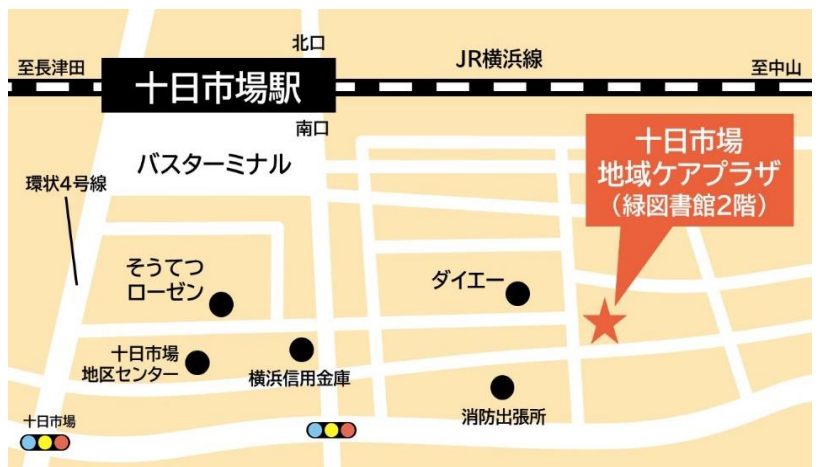 北口
至長津田
十日市場駅
JR横浜線
至中山
南口
バスターミナル
環状4号線
十日市場
地域ケアプラザ
（緑図書館2階）
そうてつ
ローゼン
ダイエー
十日市場
地区センター
横浜信用金庫
消防出張所
十日市場